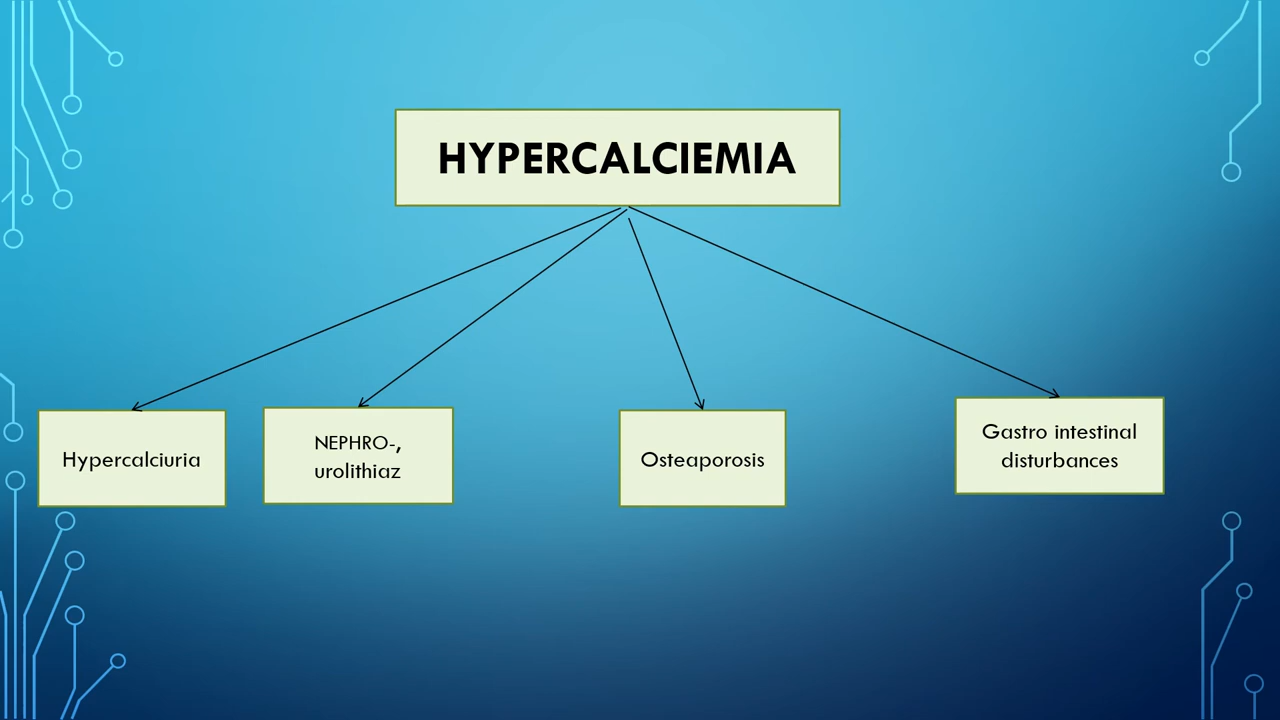 HYPERCALCIEMIA
Hypercalciuria
NEPHRO-,
urolithiaz
Osteaporosis
Gastro intestinal
disturbances